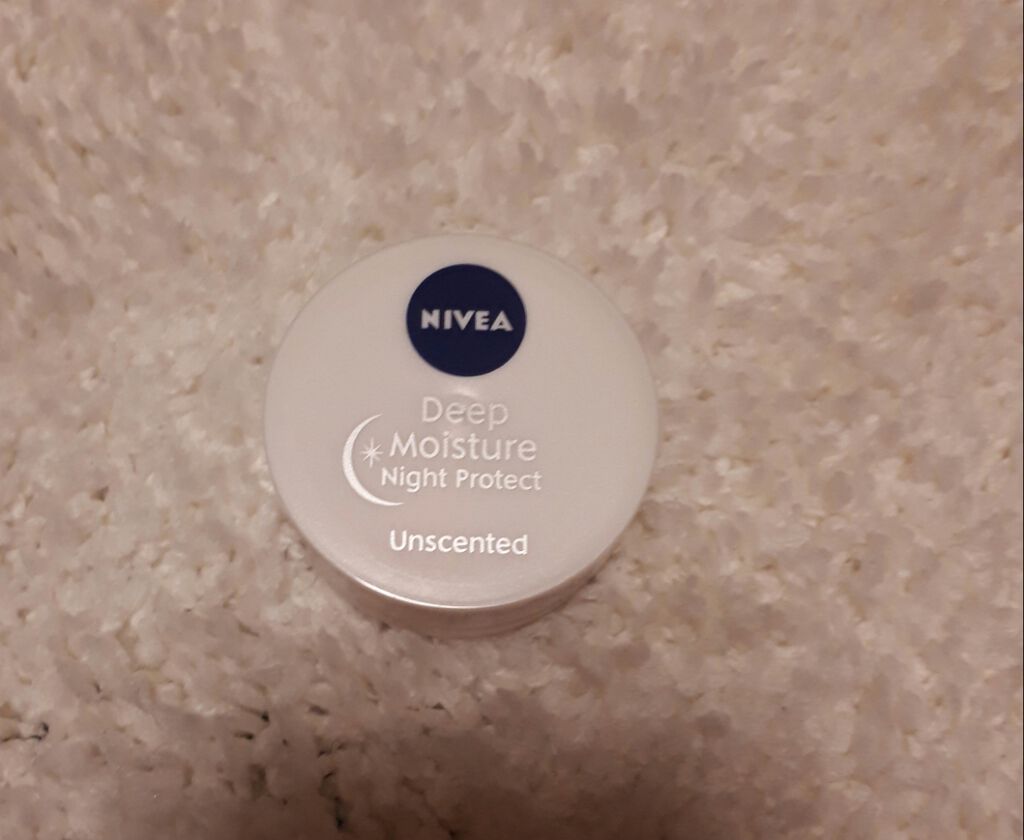 NIVEA
Deep
Moisture
Night Protect
Unscented